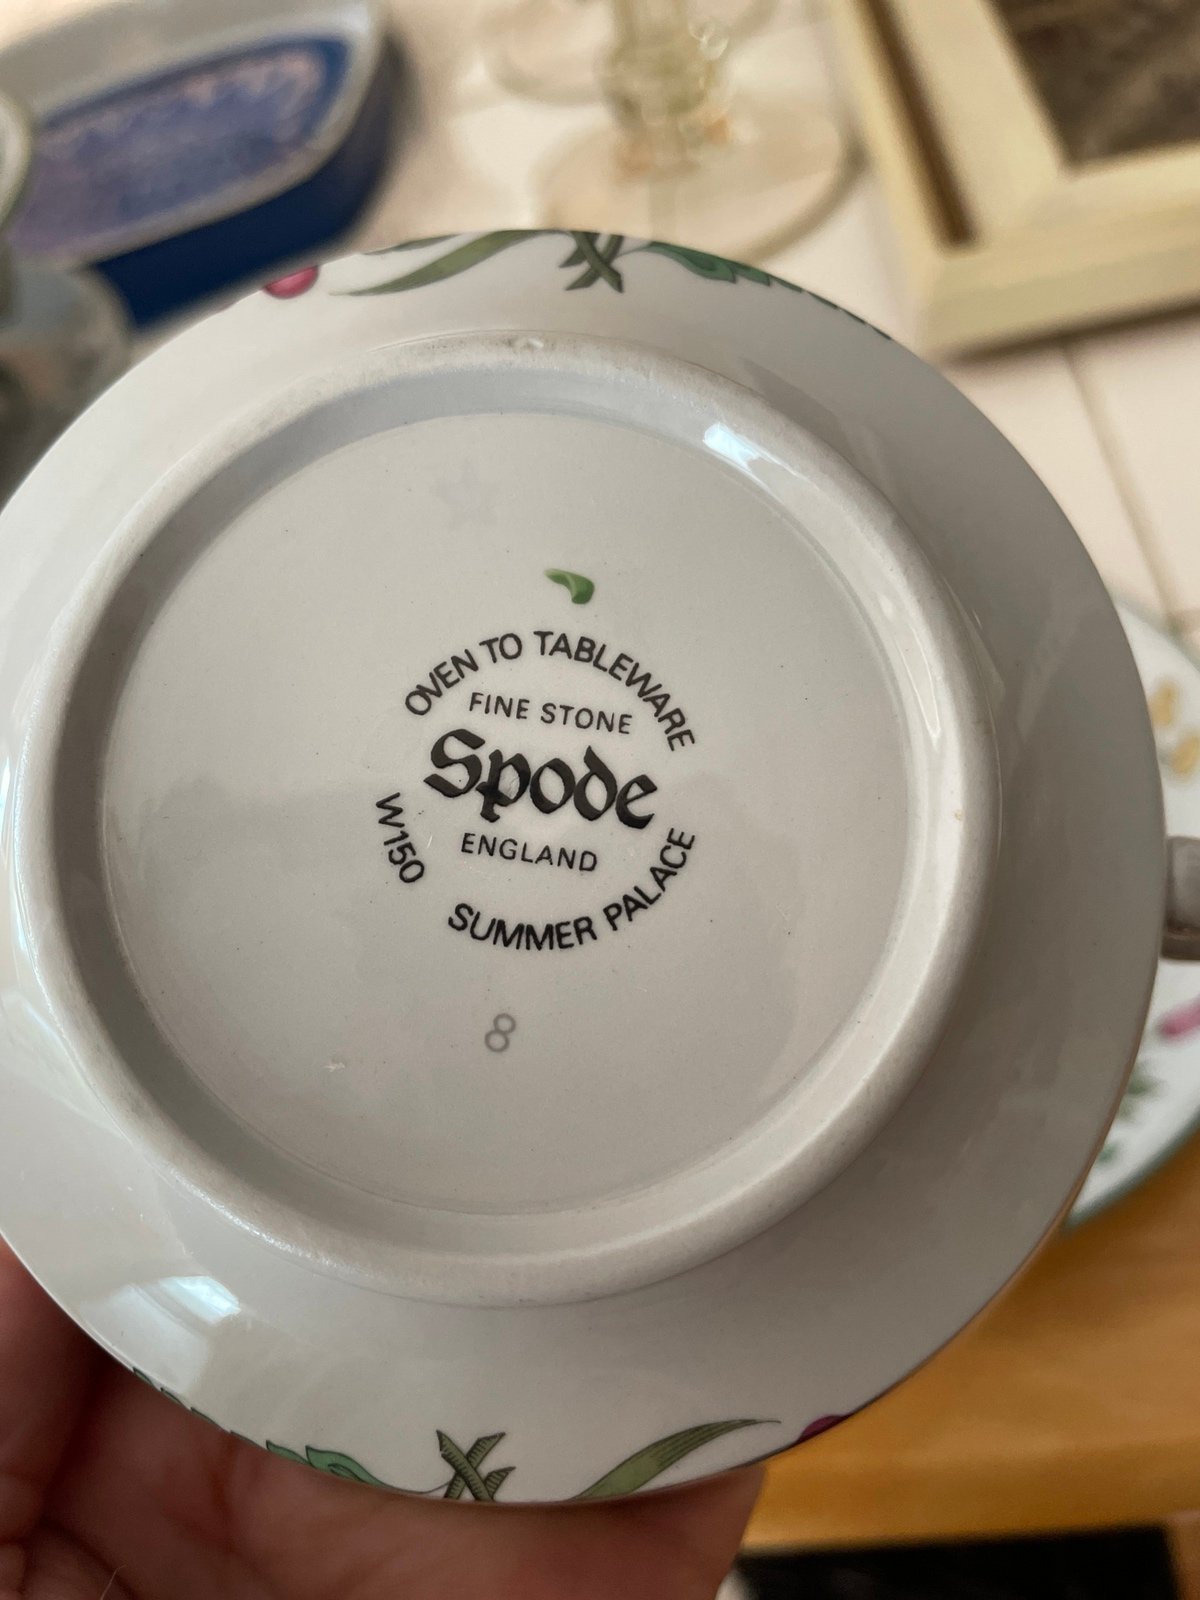 OVEN TO TABLEWARE
FINE STONE
Spode
ENGLAND
W150
SUMMER PALACE
8